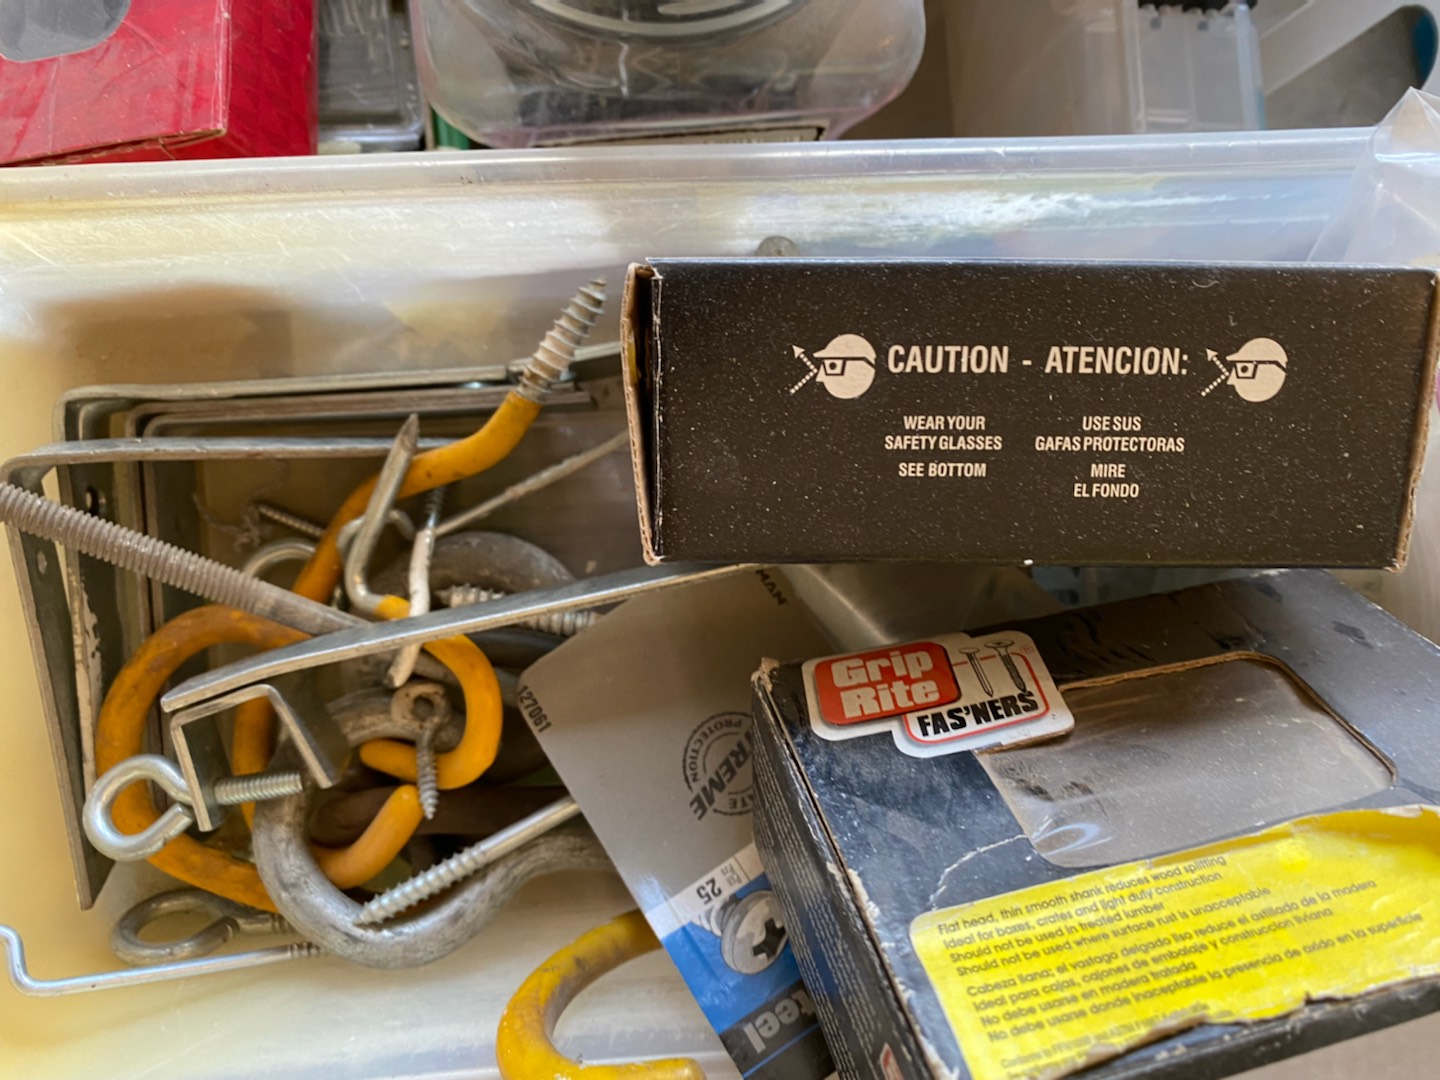 CAUTION - ATENCION:
WEAR YOUR
SAFETY GLASSES
SEE BOTTOM
USE SUS
GAFAS PROTECTORAS
MIRE
EL FONDO
Grip
Rite
FAS'NERS
Flat head, thin smooth shank reduces wood splitting
Ideal for boxes, crates and light duty construction
Should not be used in treated lumber
Should not be used where surface rust is unacceptable
Cabeza llana; el vastago delgado liso reduce el astillado de la madera
Ideal para cajas, cajones de embalaje y construccion liviana
No debe usarse en madera tratada
No debe usarse donde inaceptable la presencia de oxido en la superficie
127061
PROTECTION
25
teel